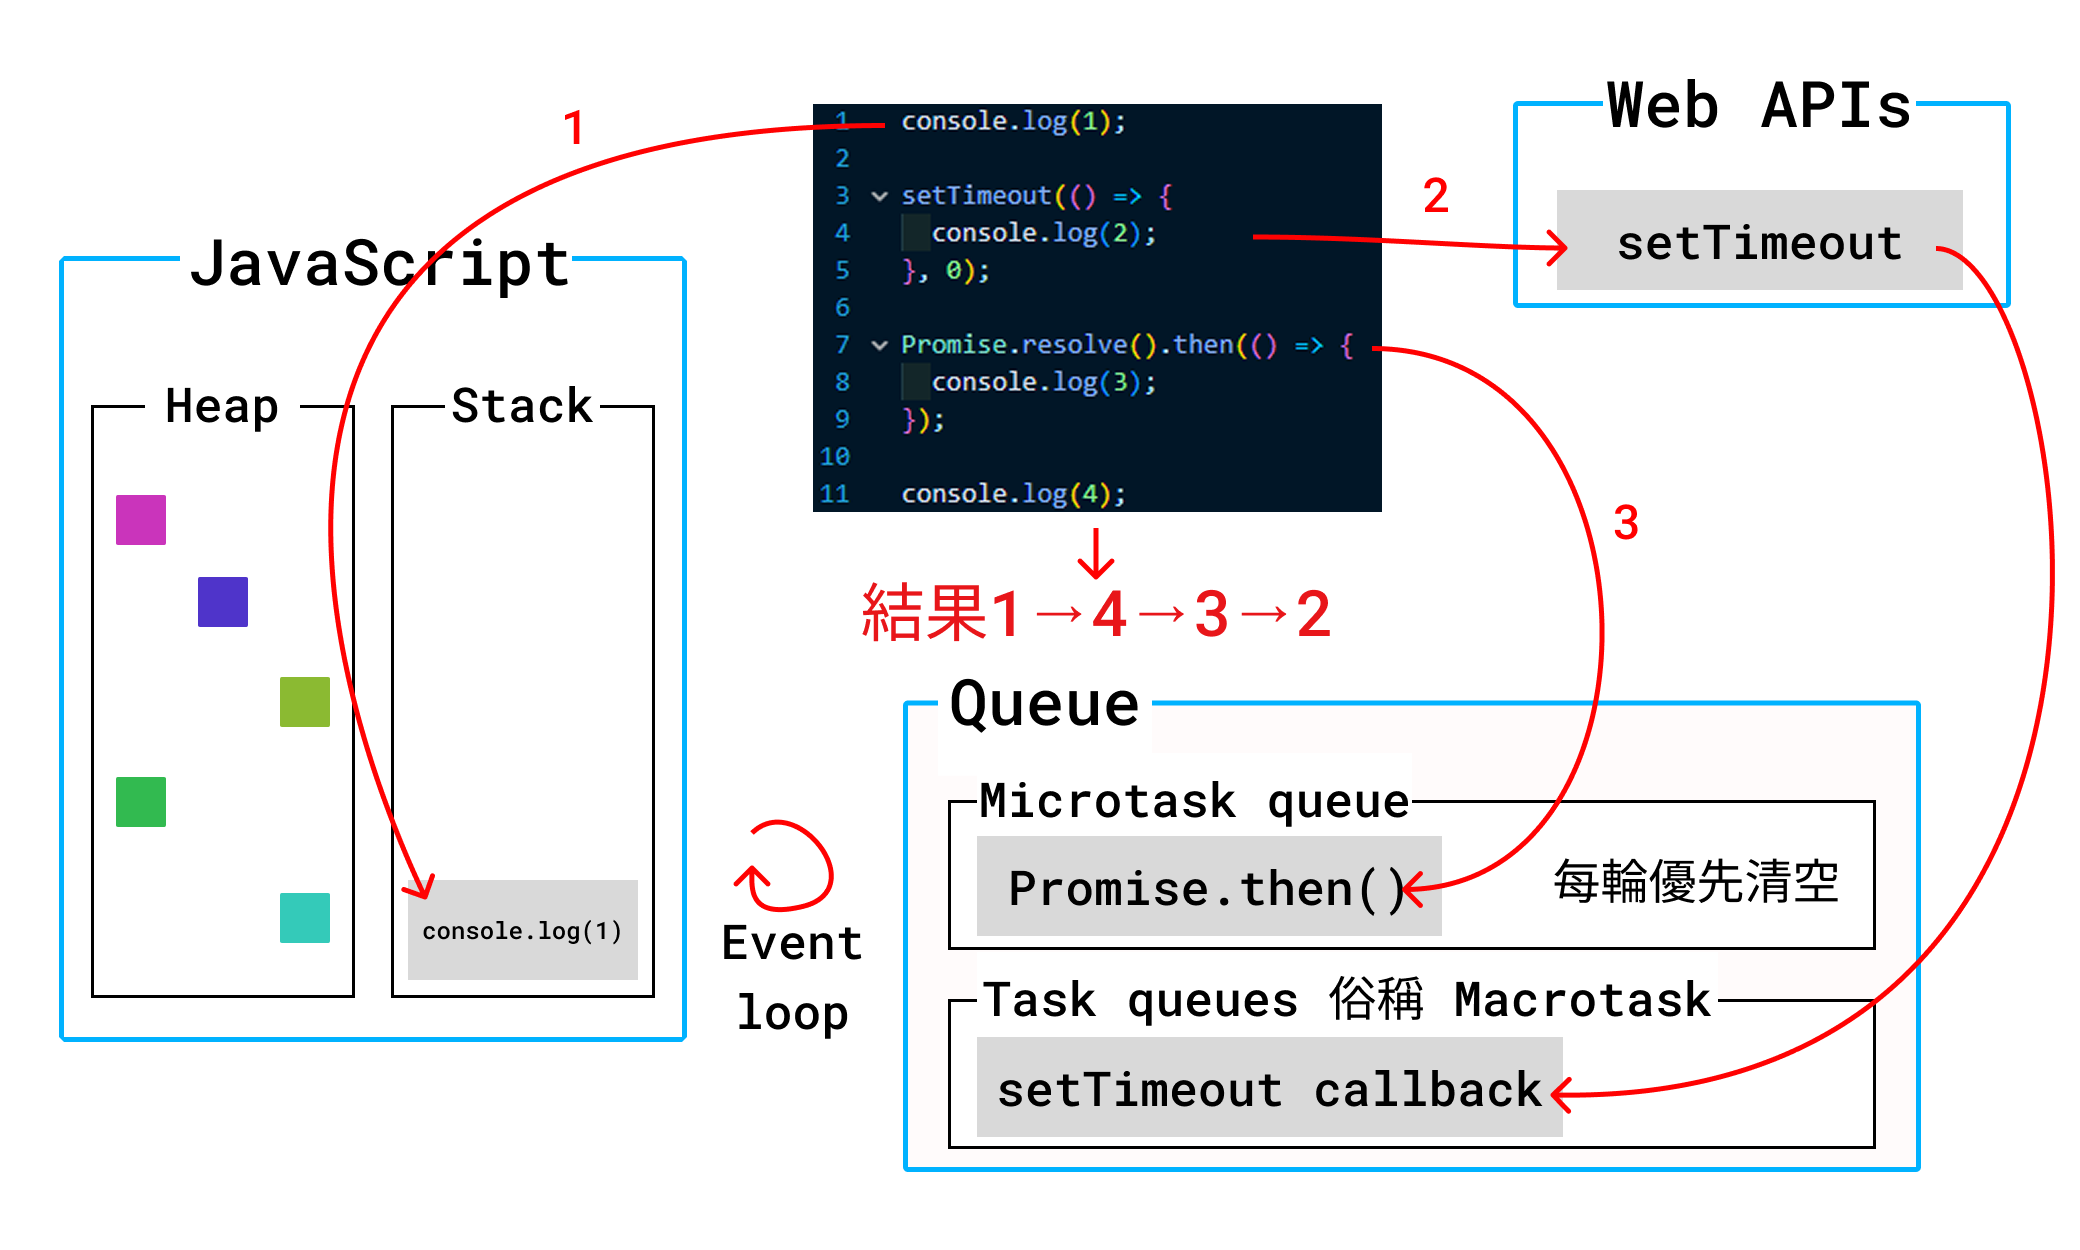 1
console.log(1);
1
2
3 setTimeout(() => {
4 console.log(2);
5 }, 0);
6
7 Promise.resolve().then(() => {
8 console.log(3);
9 });
10
11 console.log(4);
結果1→4→3→2
Web APIs
2
setTimeout
3
JavaScript
Heap
Stack
console.log(1)
Event
loop
Queue
Microtask queue
Promise.then()
每輪優先清空
Task queues 俗稱 Macrotask
setTimeout callback